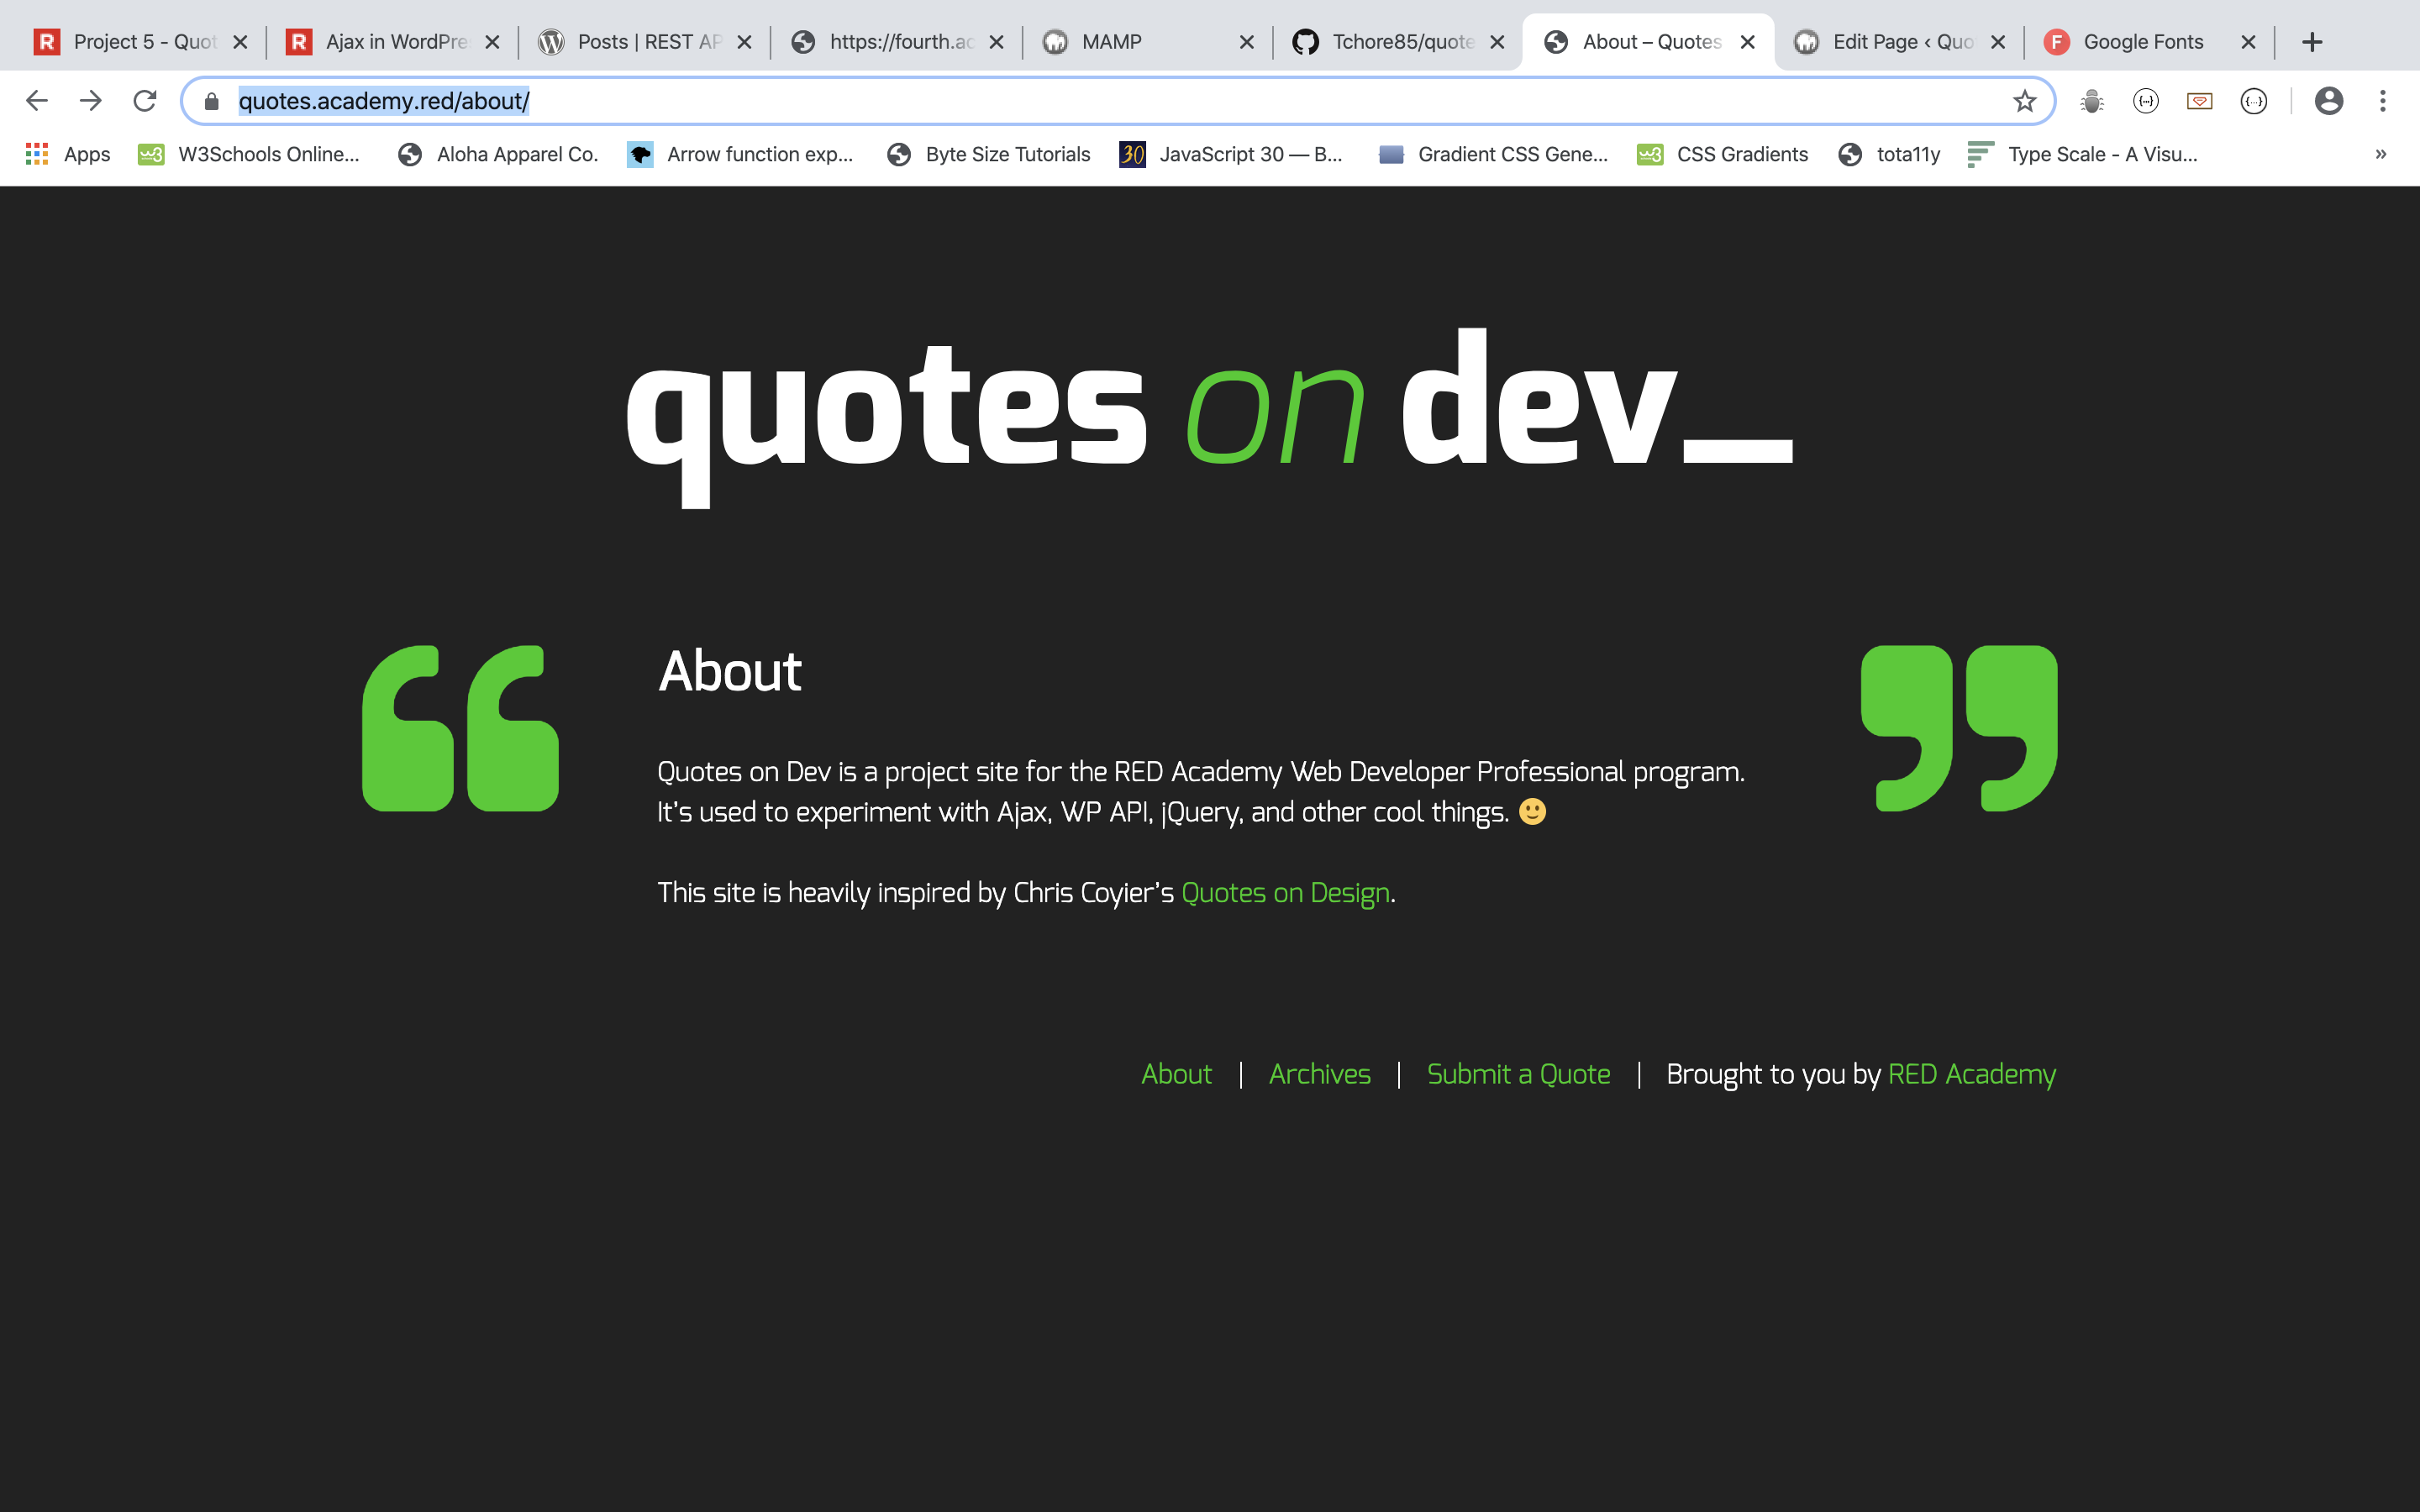 Project 5 - Quot
Ajax in WordPre
Posts | REST AP
https://fourth.ac
MAMP
Tchore85/quote
About – Quotes
Edit Page ‹ Quo
Google Fonts
quotes.academy.red/about/
Apps
W3Schools Online...
Aloha Apparel Co.
Arrow function exp...
Byte Size Tutorials
JavaScript 30 — B...
Gradient CSS Gene...
CSS Gradients
tota11y
Type Scale - A Visu...
»
quotes on dev_
About
Quotes on Dev is a project site for the RED Academy Web Developer Professional program.
It's used to experiment with Ajax, WP API, jQuery, and other cool things. 🙂
This site is heavily inspired by Chris Coyier's Quotes on Design.
About | Archives | Submit a Quote | Brought to you by RED Academy